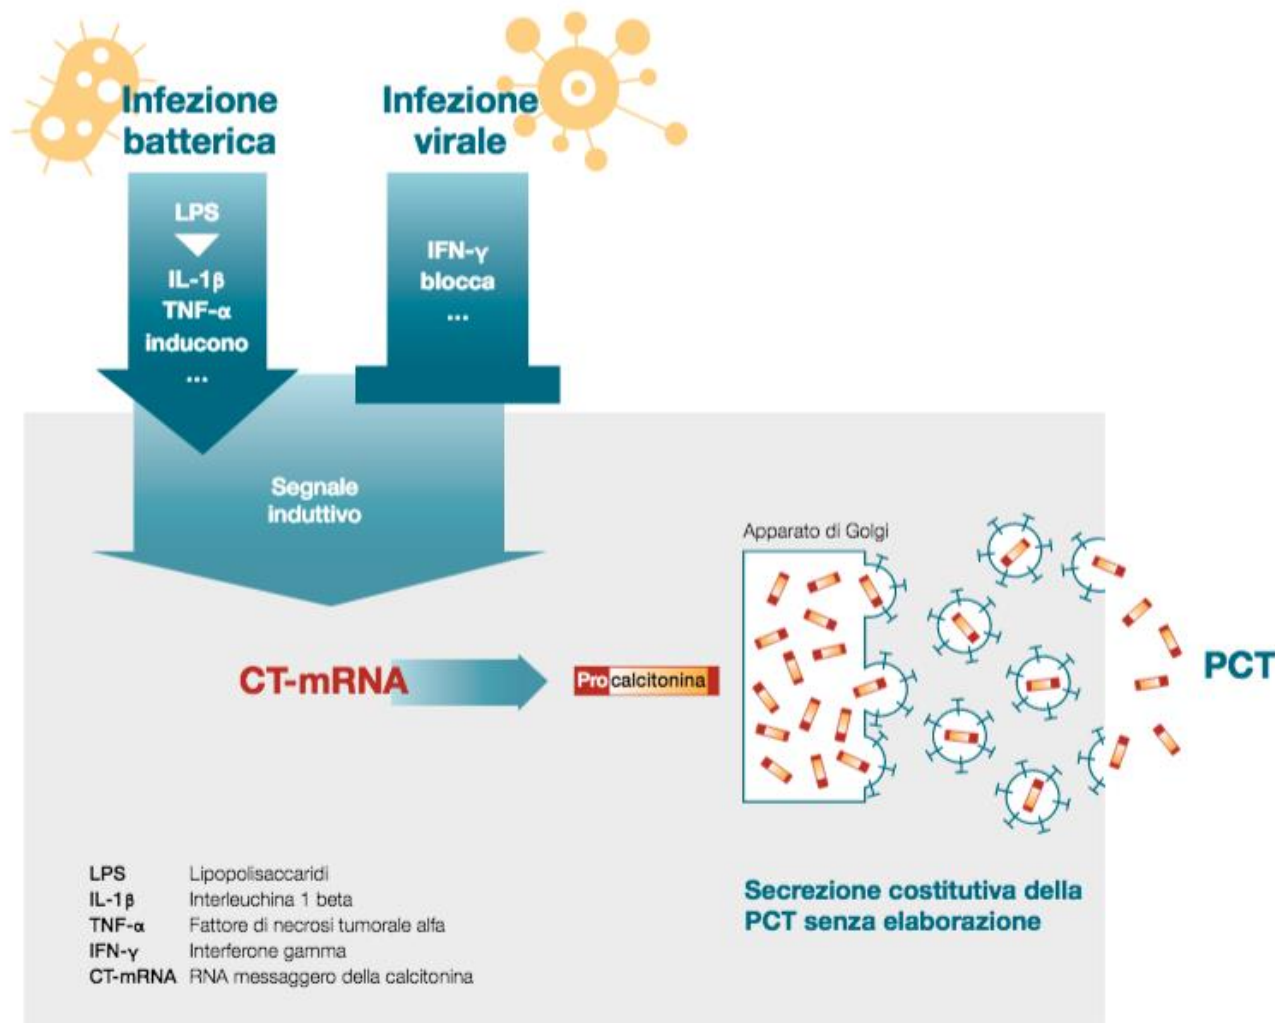 Infezione
batterica
Infezione
virale
LPS
IL-1β
TNF-α
inducono
...
IFN-γ
blocca
...
Segnale
induttivo
Apparato di Golgi
CT-mRNA
Procalcitonina
PCT
LPS Lipopolisaccaridi
IL-1β Interleuchina 1 beta
TNF-α Fattore di necrosi tumorale alfa
IFN-γ Interferone gamma
CT-mRNA RNA messaggero della calcitonina
Secrezione costitutiva della
PCT senza elaborazione